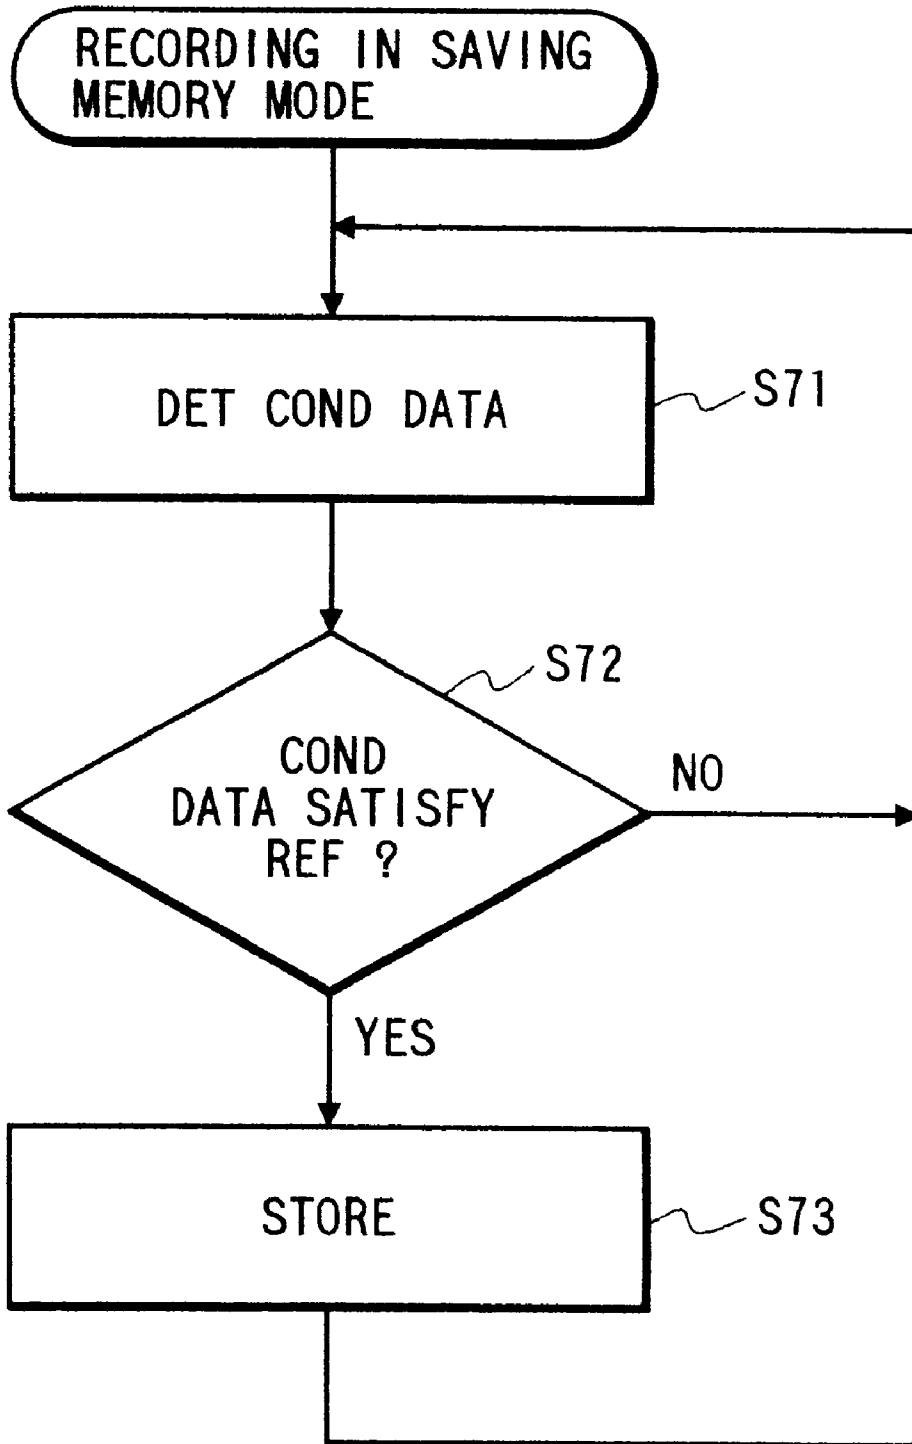 RECORDING IN SAVING
MEMORY MODE
DET COND DATA
S71
S72
COND
DATA SATISFY
REF ?
NO
YES
STORE
S73